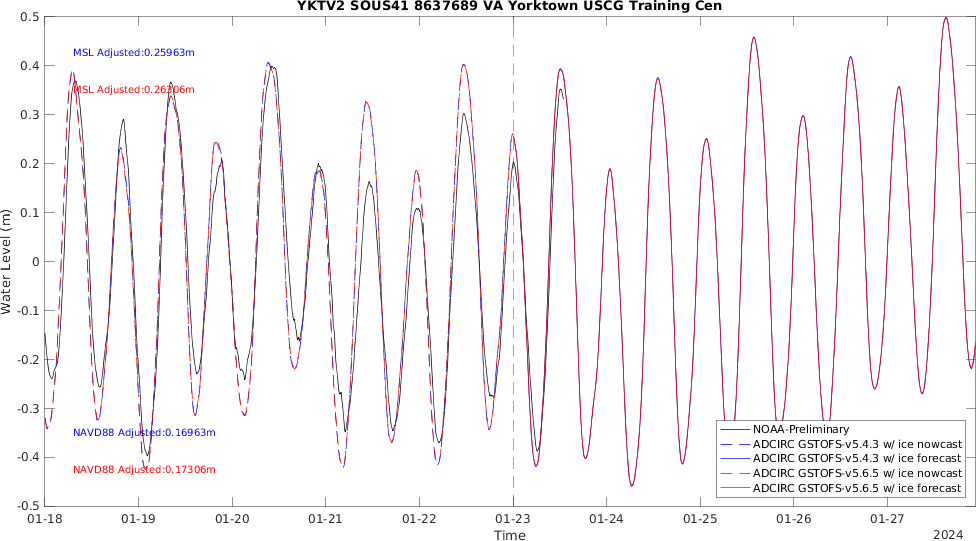 YKTV2 SOUS41 8637689 VA Yorktown USCG Training Cen
0.5
0.4
0.3
0.2
0.1
0
-0.1
-0.2
-0.3
-0.4
-0.5
Water Level (m)
MSL Adjusted:0.25963m
MSL Adjusted:0.26306m
NAVD88 Adjusted:0.16963m
NAVD88 Adjusted:0.17306m
NOAA-Preliminary
ADCIRC GSTOFS-v5.4.3 w/ ice nowcast
ADCIRC GSTOFS-v5.4.3 w/ ice forecast
ADCIRC GSTOFS-v5.6.5 w/ ice nowcast
ADCIRC GSTOFS-v5.6.5 w/ ice forecast
01-18 01-19 01-20 01-21 01-22 01-23 01-24 01-25 01-26 01-27
Time
2024